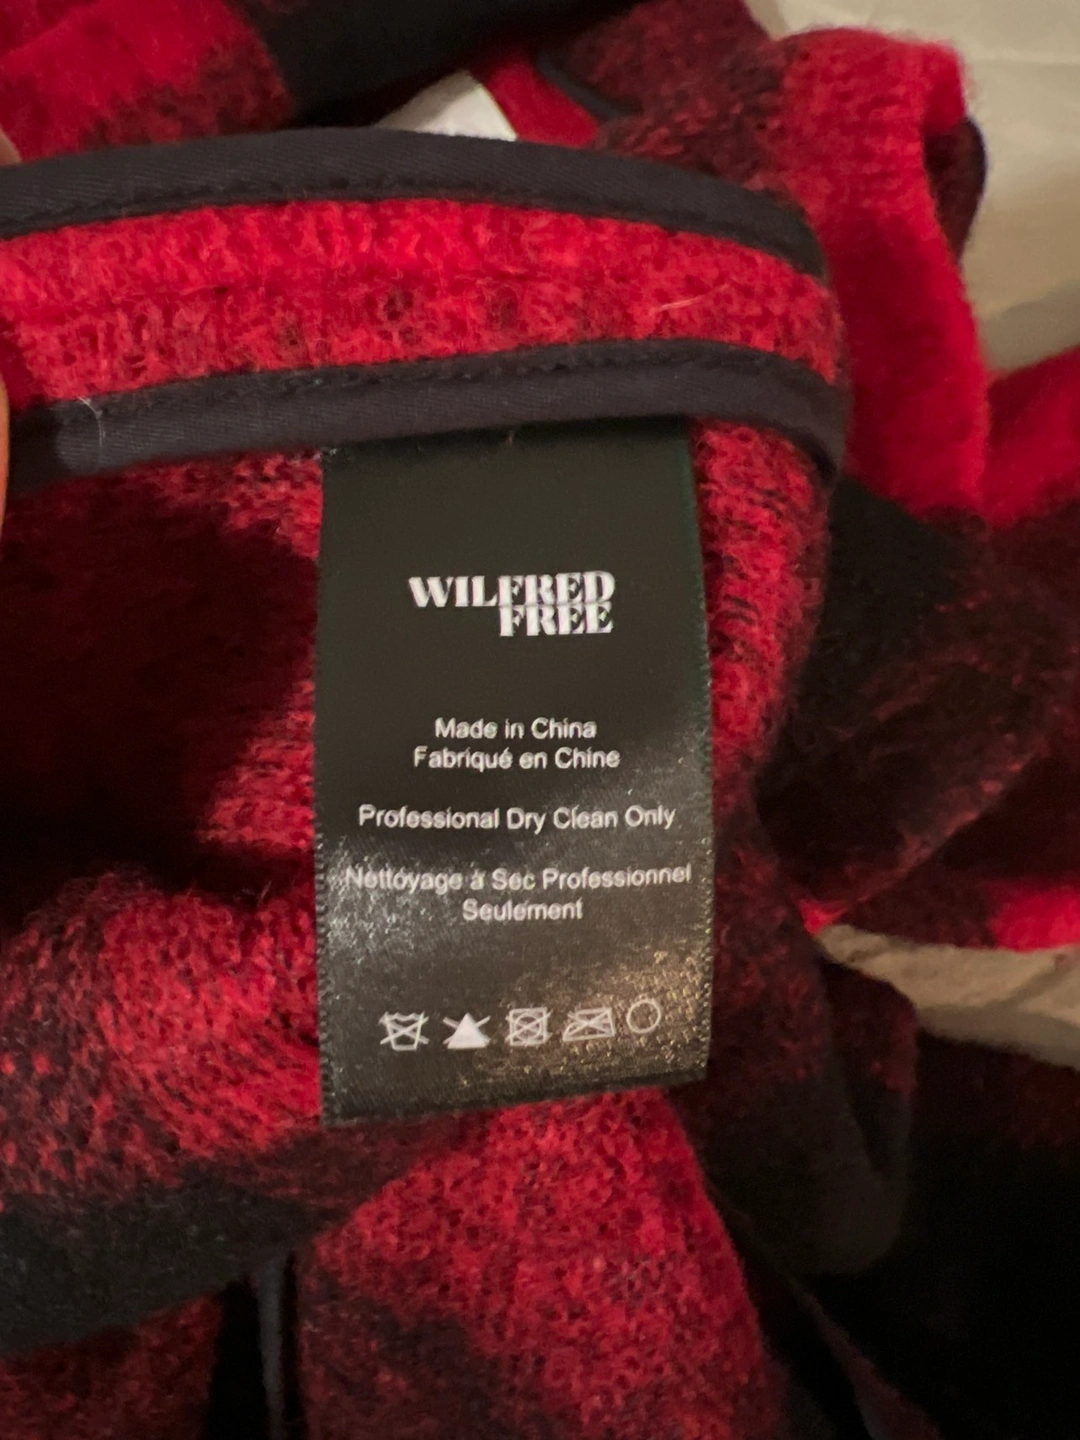 WILFRED
FREE
Made in China
Fabriqué en Chine
Professional Dry Clean Only
Nettoyage à Sec Professionnel
Seulement